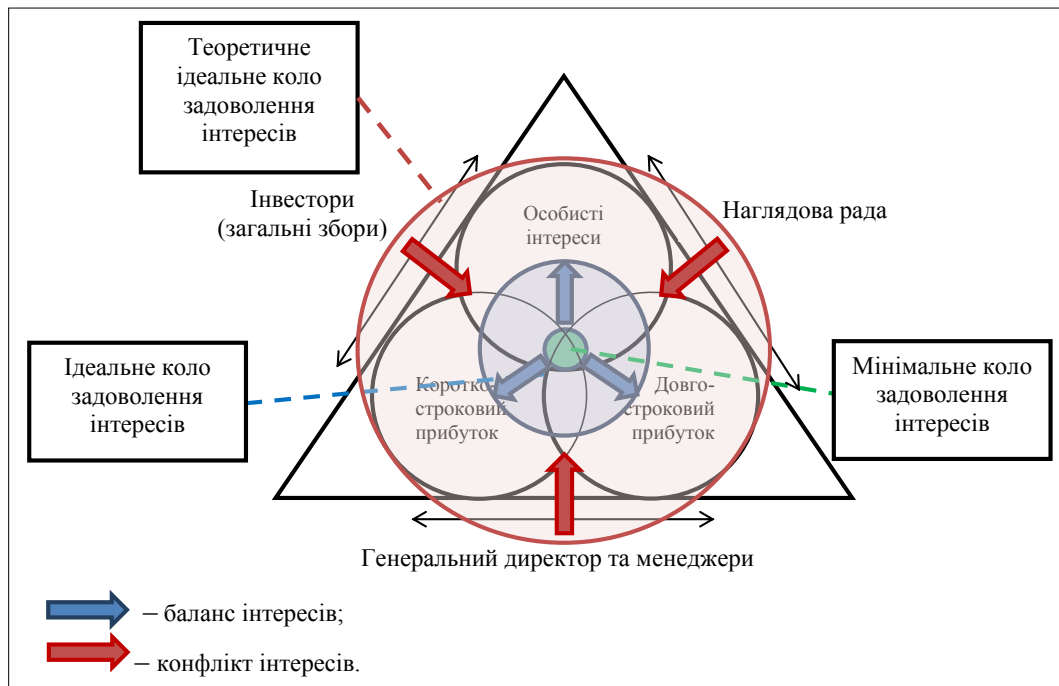 Теоретичне
ідеальне коло
задоволення
інтересів
Інвестори
(загальні збори)
Особисті
інтереси
Наглядова рада
Ідеальне коло
задоволення
інтересів
Коротко-
строковий
прибуток
Довго-
строковий
прибуток
Мінімальне коло
задоволення
інтересів
Генеральний директор та менеджери
– баланс інтересів;
– конфлікт інтересів.